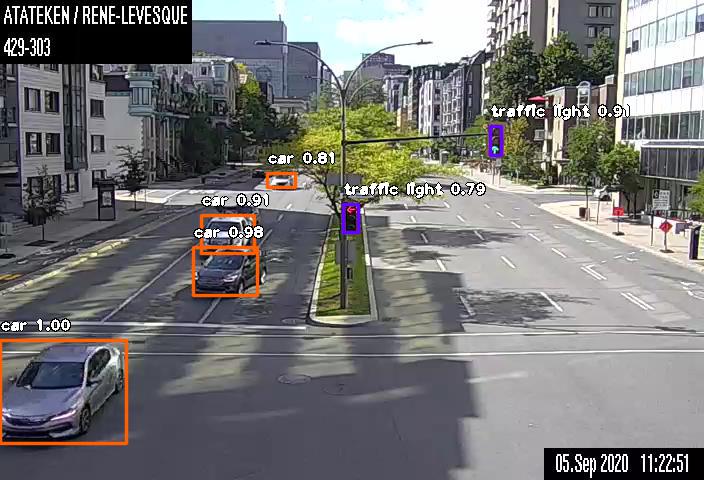 ATATEKEN / RENE-LEVESQUE
429-303
traffic light 0.91
car 0.81
traffic light 0.79
car 0.91
car 0.98
car 1.00
05.Sep 2020 11:22:51